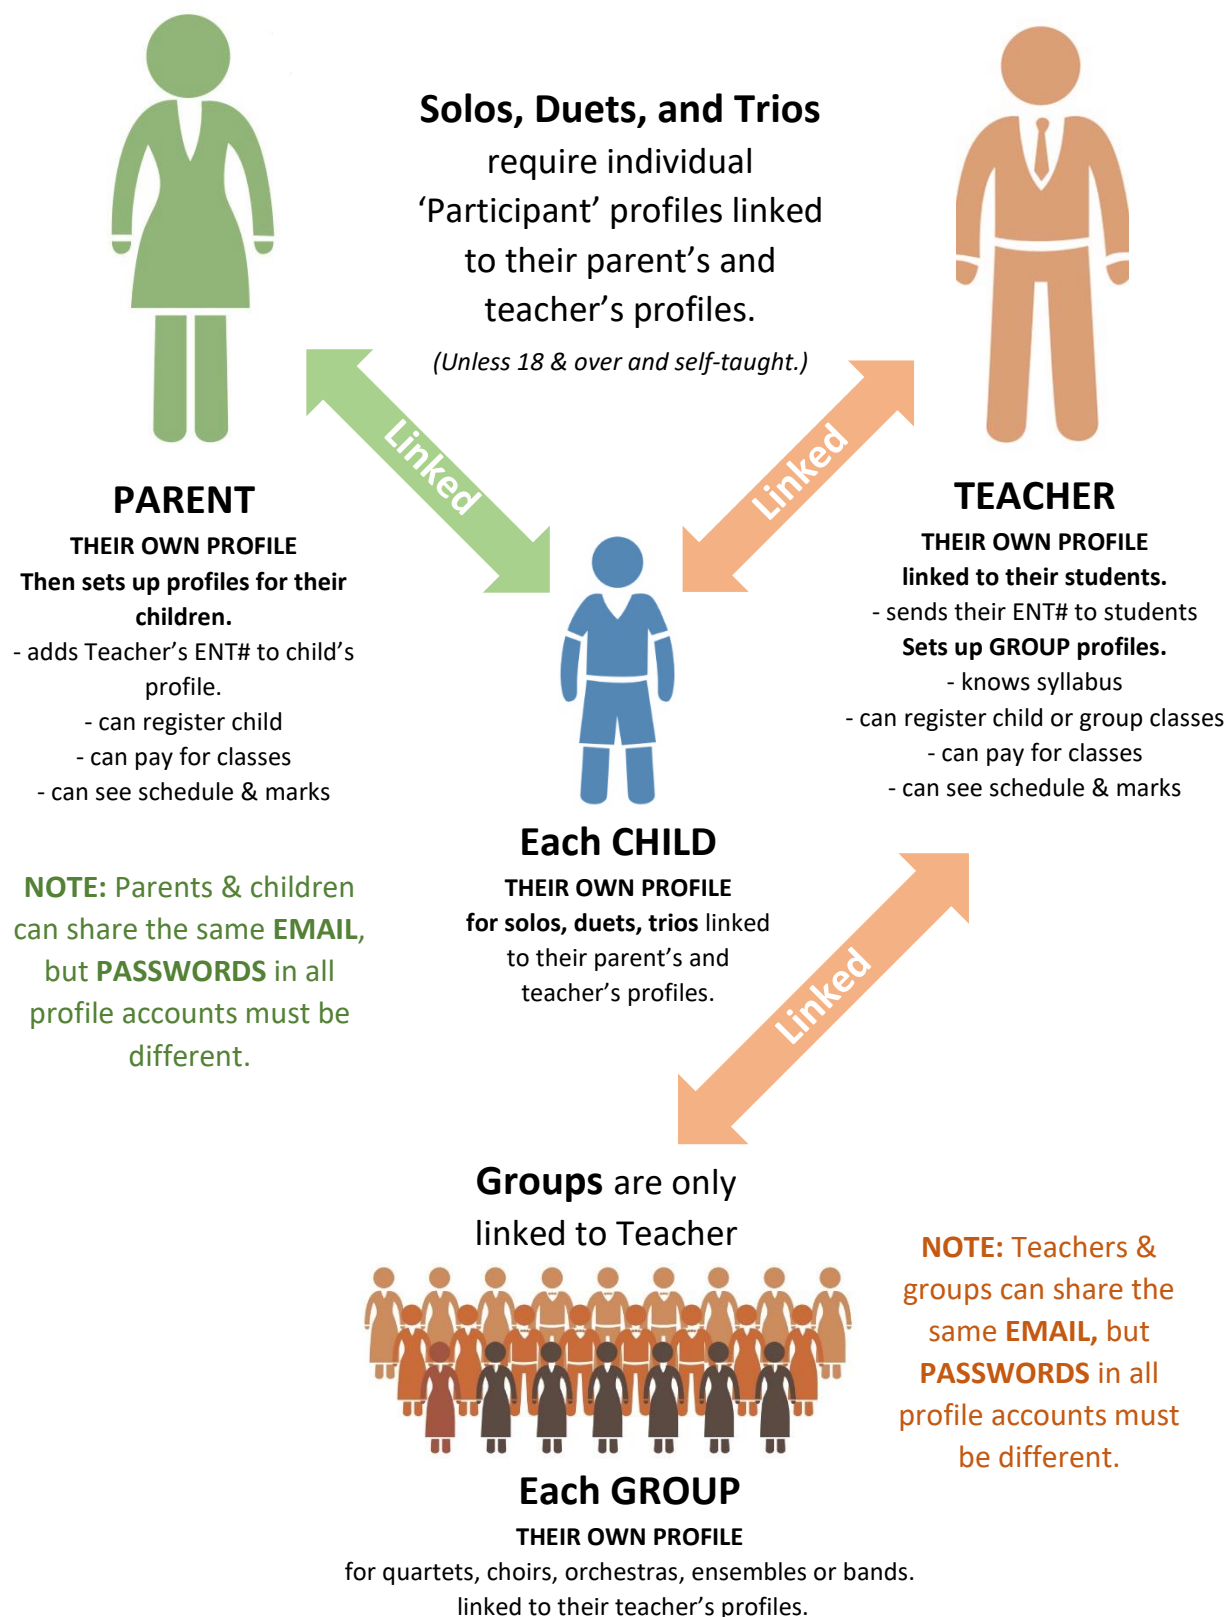 Solos, Duets, and Trios
require individual
‘Participant’ profiles linked
to their parent’s and
teacher’s profiles.
(Unless 18 & over and self-taught.)
Linked
Linked
PARENT
THEIR OWN PROFILE
Then sets up profiles for their
children.
- adds Teacher’s ENT# to child’s
profile.
- can register child
- can pay for classes
- can see schedule & marks
TEACHER
THEIR OWN PROFILE
linked to their students.
- sends their ENT# to students
Sets up GROUP profiles.
- knows syllabus
- can register child or group classes
- can pay for classes
- can see schedule & marks
Each CHILD
THEIR OWN PROFILE
for solos, duets, trios linked
to their parent’s and
teacher’s profiles.
NOTE: Parents & children
can share the same EMAIL,
but PASSWORDS in all
profile accounts must be
different.
Linked
Groups are only
linked to Teacher
NOTE: Teachers &
groups can share the
same EMAIL, but
PASSWORDS in all
profile accounts must
be different.
Each GROUP
THEIR OWN PROFILE
for quartets, choirs, orchestras, ensembles or bands.
linked to their teacher’s profiles.